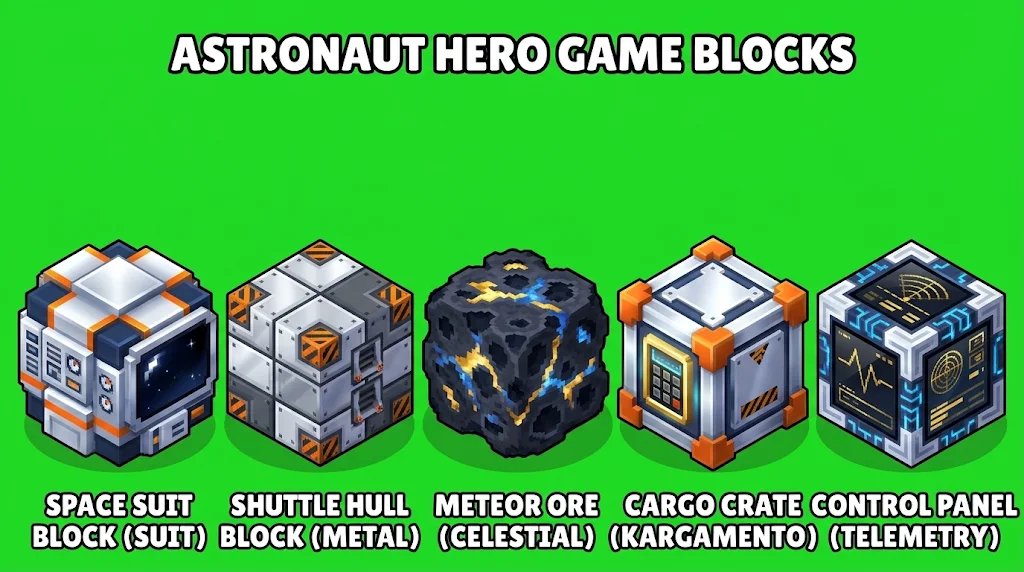 ASTRONAUT HERO GAME BLOCKS
SPACE SUIT
BLOCK (SUIT)
SHUTTLE HULL
BLOCK (METAL)
METEOR ORE
(CELESTIAL)
CARGO CRATE
(KARGAMENTO)
CONTROL PANEL
(TELEMETRY)